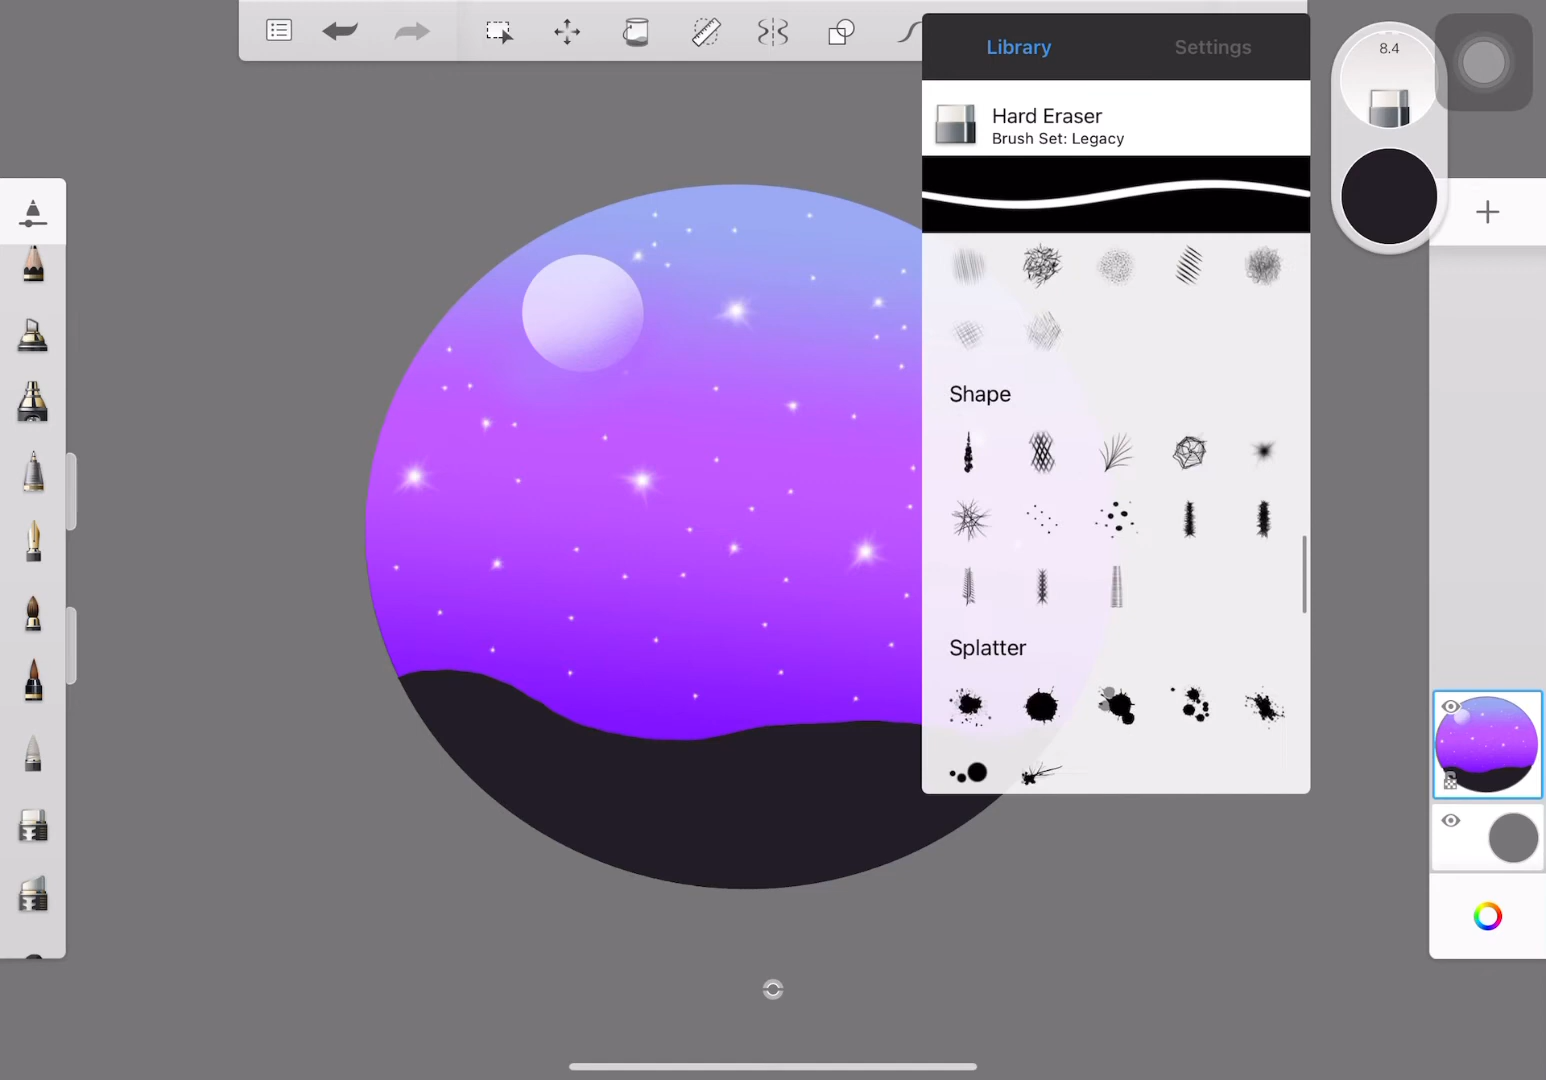 Library
Settings
8.4
Hard Eraser
Brush Set: Legacy
Shape
Splatter